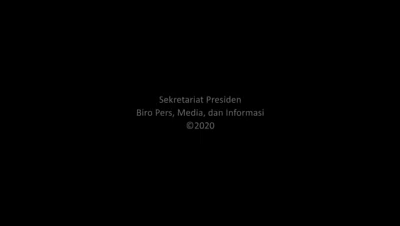 Sekretariat Presiden
Biro Pers, Media, dan Informasi
©2020